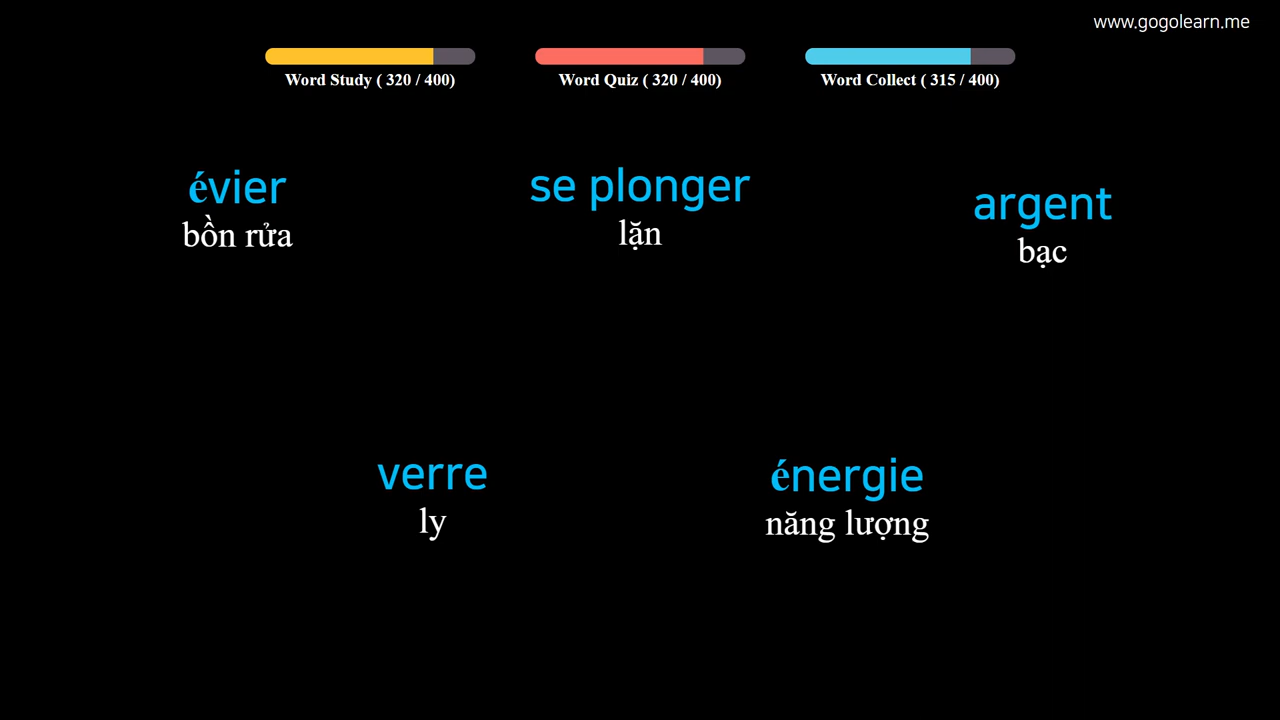 www.gogolearn.me
Word Study ( 320 / 400)
Word Quiz ( 320 / 400)
Word Collect ( 315 / 400)
évier
bồn rửa
se plonger
lặn
argent
bạc
verre
ly
énergie
năng lượng